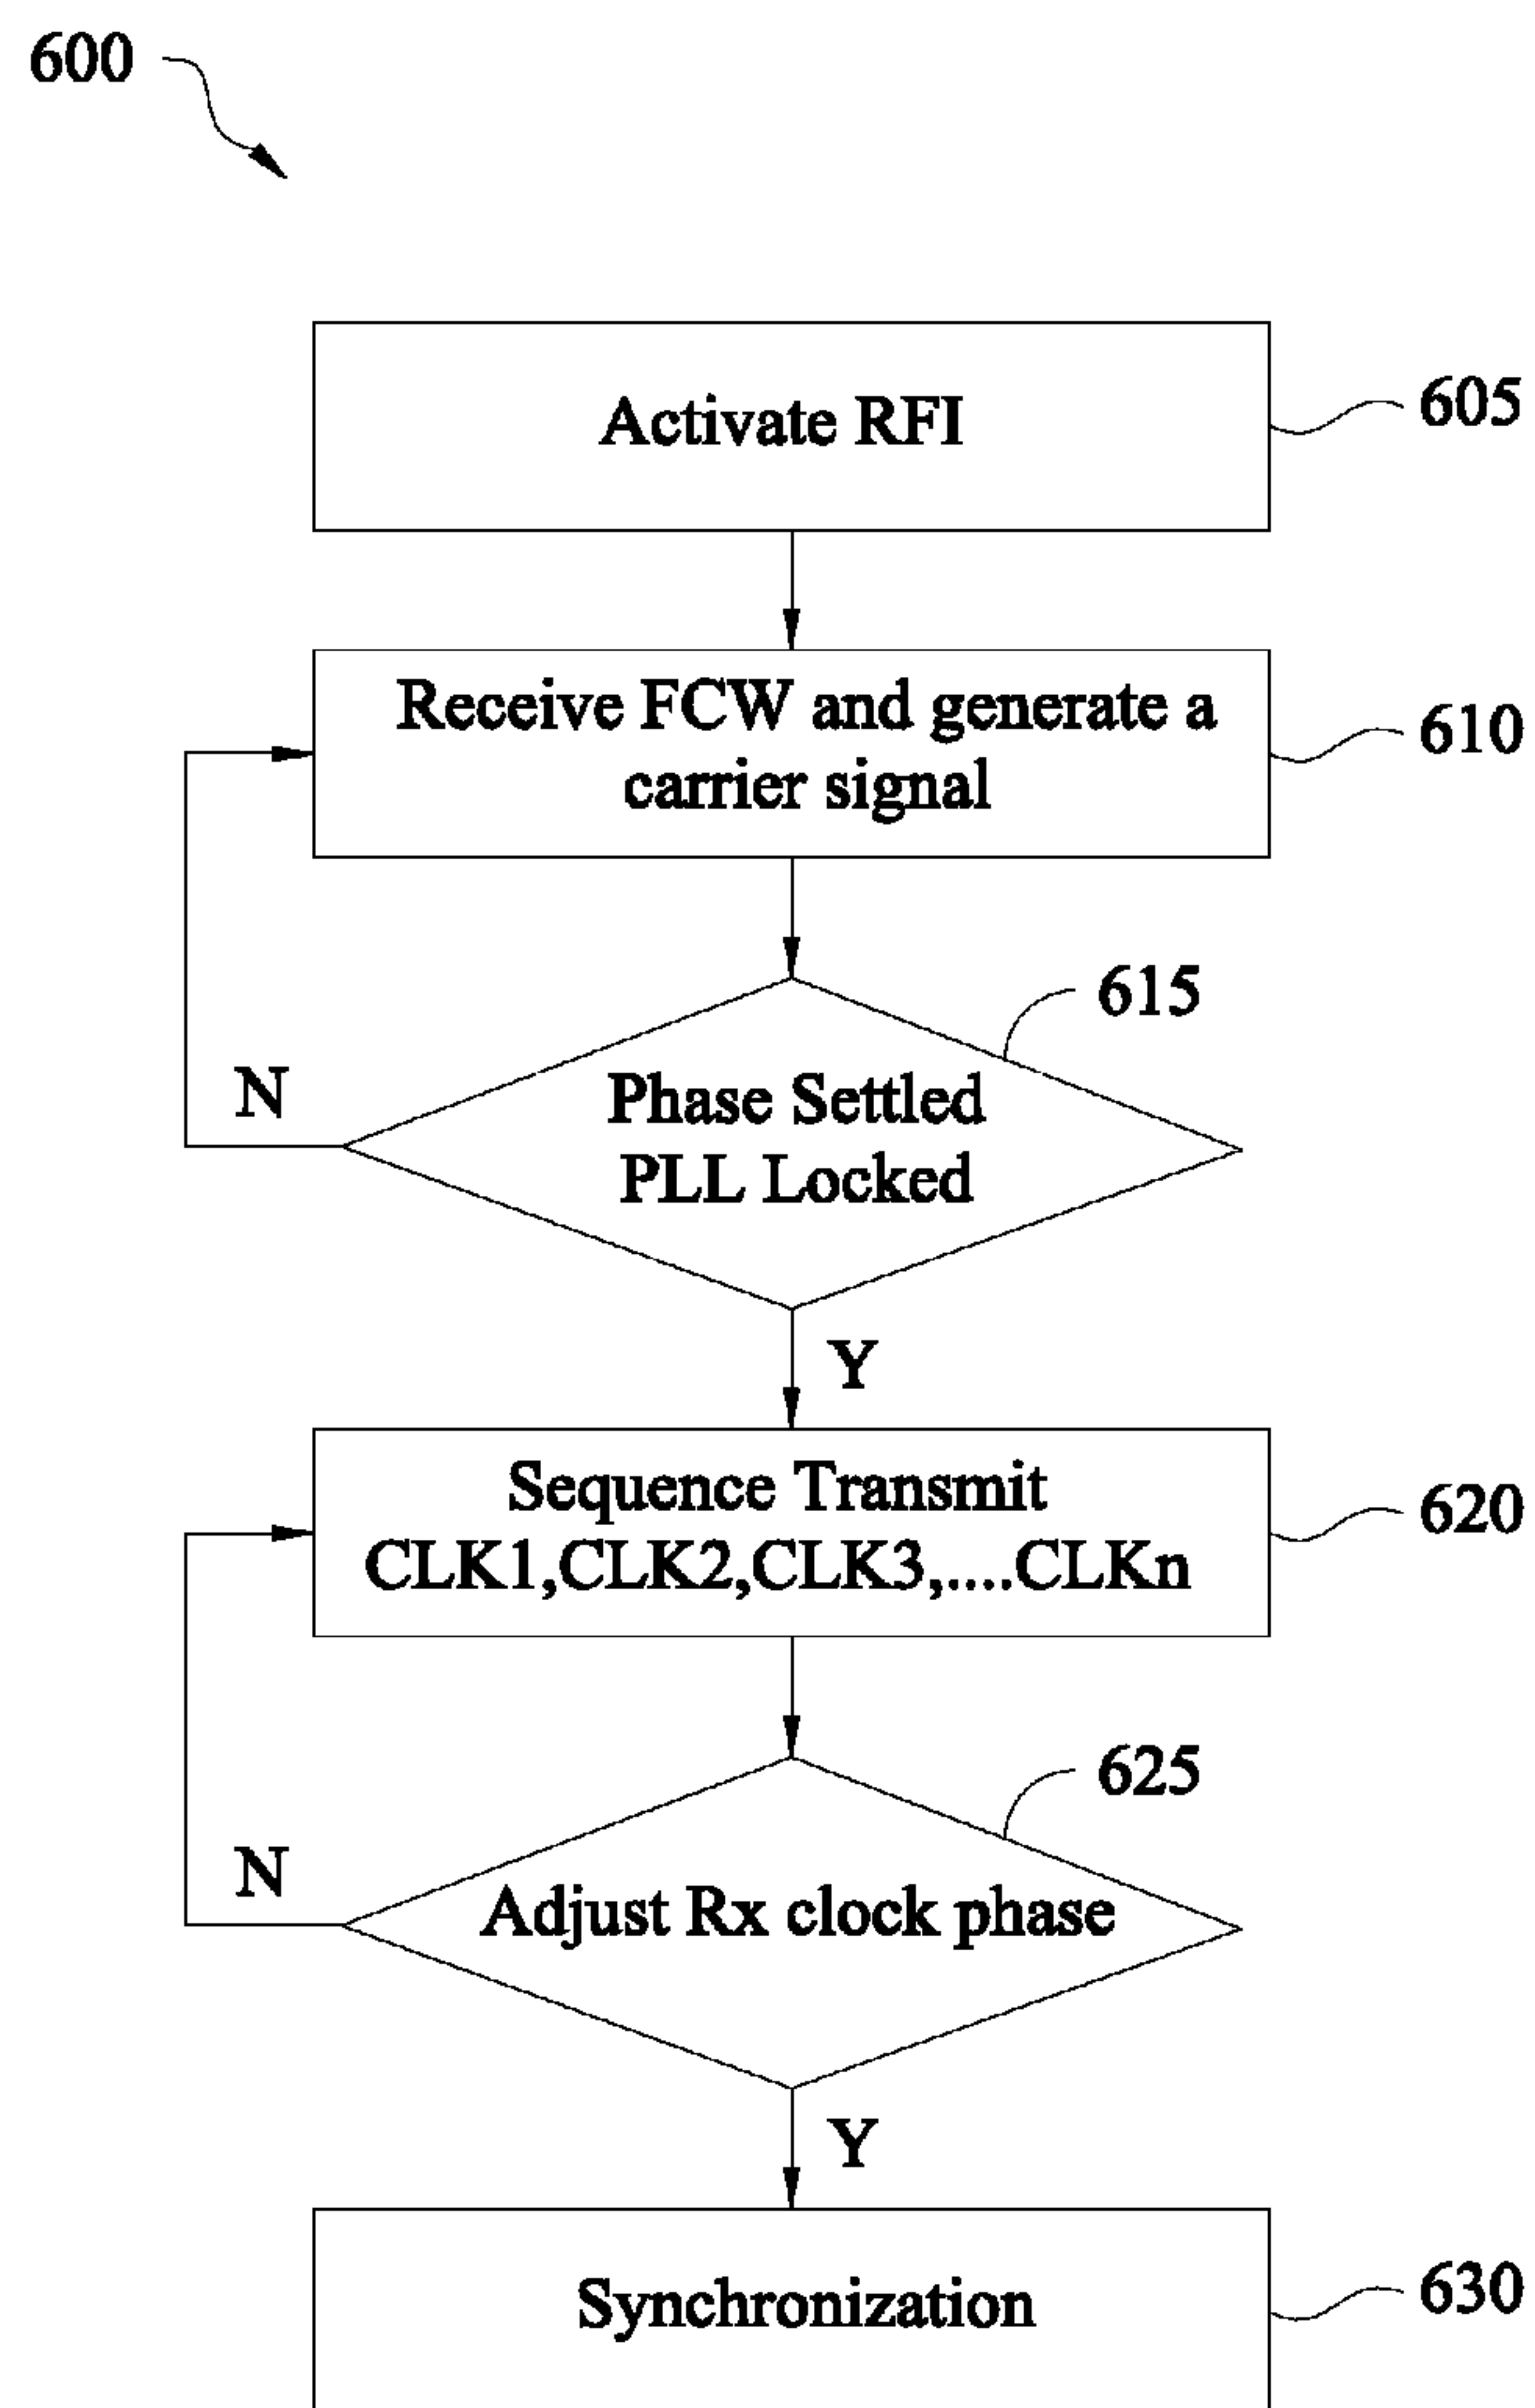 600
Activate RFI
605
Receive FCW and generate a
carrier signal
610
615
Phase Settled
PLL Locked
N
Y
Sequence Transmit
CLK1,CLK2,CLK3,....CLKn
620
625
Adjust Rx clock phase
N
Y
Synchronization
630